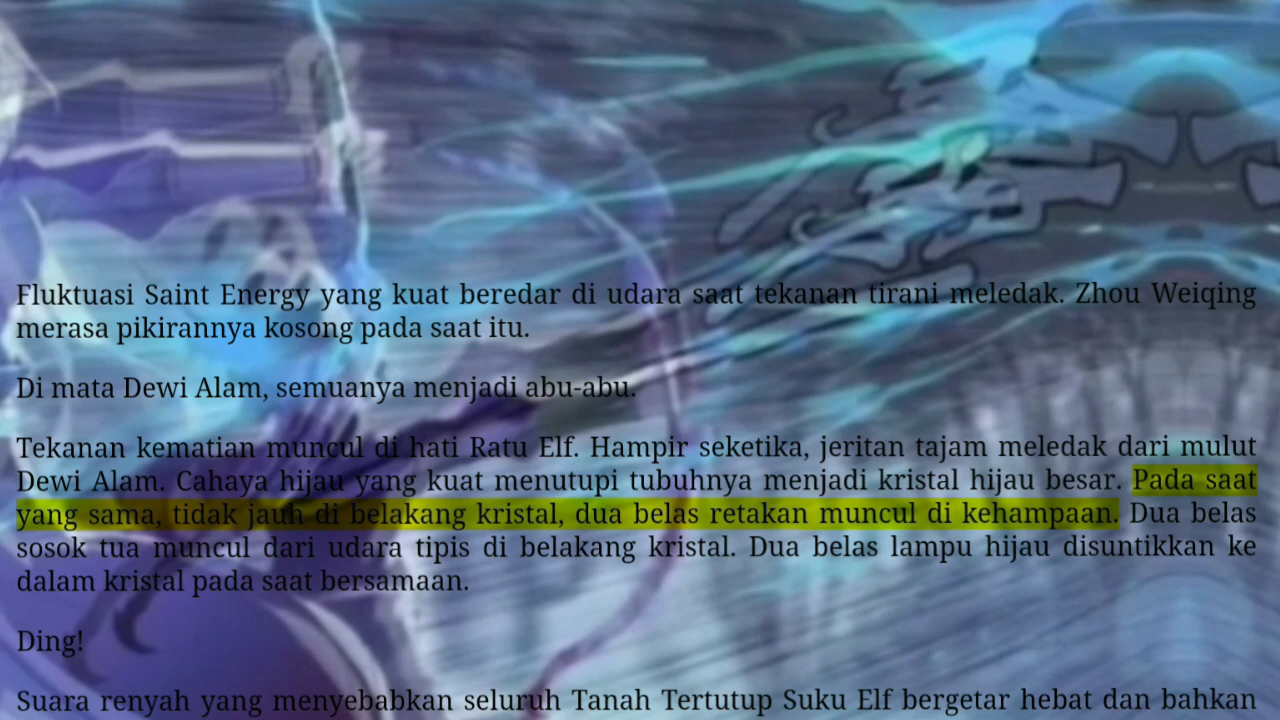 Fluktuasi Saint Energy yang kuat beredar di udara saat tekanan tirani meledak. Zhou Weiqing
merasa pikirannya kosong pada saat itu.
Di mata Dewi Alam, semuanya menjadi abu-abu.
Tekanan kematian muncul di hati Ratu Elf. Hampir seketika, jeritan tajam meledak dari mulut
Dewi Alam. Cahaya hijau yang kuat menutupi tubuhnya menjadi kristal hijau besar. Pada saat
yang sama, tidak jauh di belakang kristal, dua belas retakan muncul di kehampaan. Dua belas
sosok tua muncul dari udara tipis di belakang kristal. Dua belas lampu hijau disuntikkan ke
dalam kristal pada saat bersamaan.
Ding!
Suara renyah yang menyebabkan seluruh Tanah Tertutup Suku Elf bergetar hebat dan bahkan